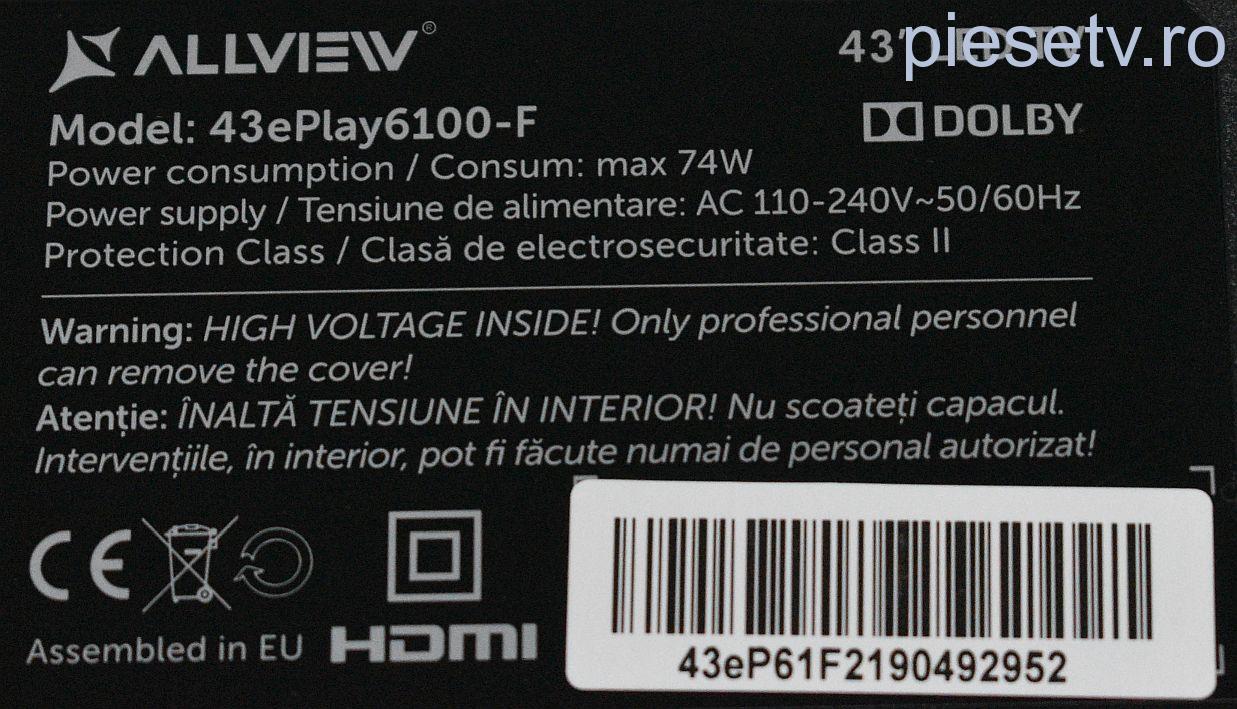 ALLVIEW®
43" LED TV
piesetv.ro
Model: 43ePlay6100-F
DOLBY
Power consumption / Consum: max 74W
Power supply / Tensiune de alimentare: AC 110-240V~50/60Hz
Protection Class / Clasă de electrosecuritate: Class II
Warning: HIGH VOLTAGE INSIDE! Only professional personnel
can remove the cover!
Atenție: ÎNALTĂ TENSIUNE ÎN INTERIOR! Nu scoateți capacul.
Intervențiile, în interior, pot fi făcute numai de personal autorizat!
CE
Assembled in EU
HDMI
43eP61F2190492952